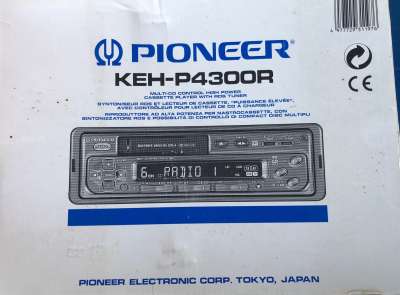 PIONEER
KEH-P4300R
MULTI-CD CONTROL HIGH POWER
CASSETTE PLAYER WITH RDS TUNER
SYNTONISEUR RDS ET LECTEUR DE CASSETTE, "PUISSANCE ELEVÉE",
AVEC CONTRÔLEUR POUR LECTEUR DE CD À CHARGEUR
RIPRODUTTORE AD ALTA POTENZA PER NASTROCASSETTE, CON
SINTONIZZATORE RDS E POSSIBILITÀ DI CONTROLLO DI COMPACT DISC MULTIPLI
CE
RADIO 1
PIONEER ELECTRONIC CORP. TOKYO, JAPAN